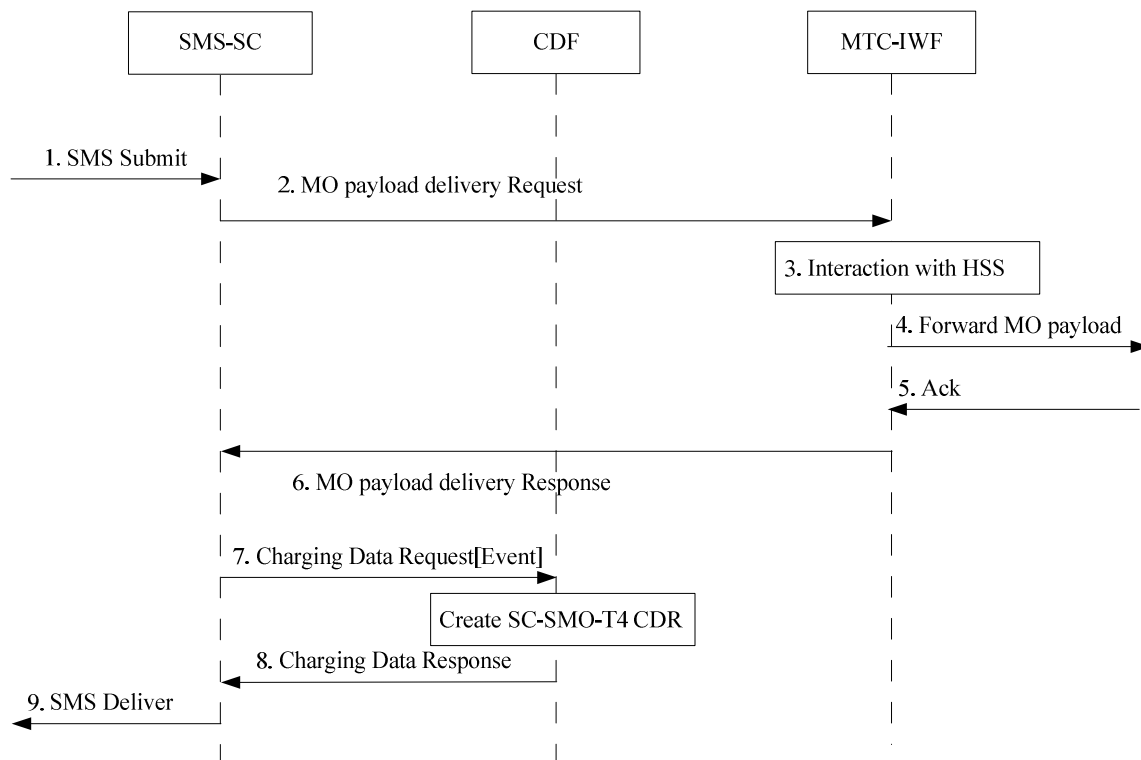 SMS-SC
CDF
MTC-IWF
1. SMS Submit
2. MO payload delivery Request
3. Interaction with HSS
4. Forward MO payload
5. Ack
6. MO payload delivery Response
7. Charging Data Request[Event]
Create SC-SMO-T4 CDR
8. Charging Data Response
9. SMS Deliver